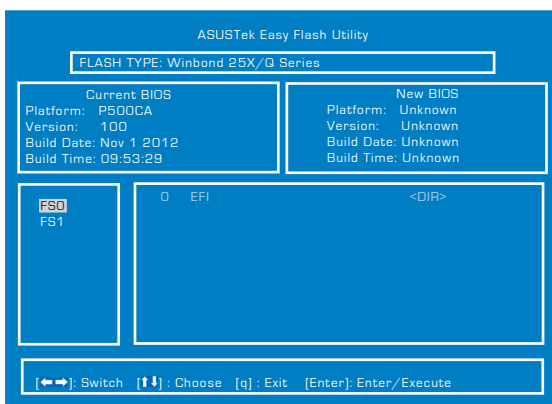 ASUSTek Easy Flash Utility
FLASH TYPE: Winbond 25X/Q Series
Current BIOS
Platform: P500CA
Version: 100
Build Date: Nov 1 2012
Build Time: 09:53:29
New BIOS
Platform: Unknown
Version: Unknown
Build Date: Unknown
Build Time: Unknown
FS0
FS1
0 EFI <DIR>
[←→]: Switch [↑↓] : Choose [q] : Exit [Enter]: Enter/Execute